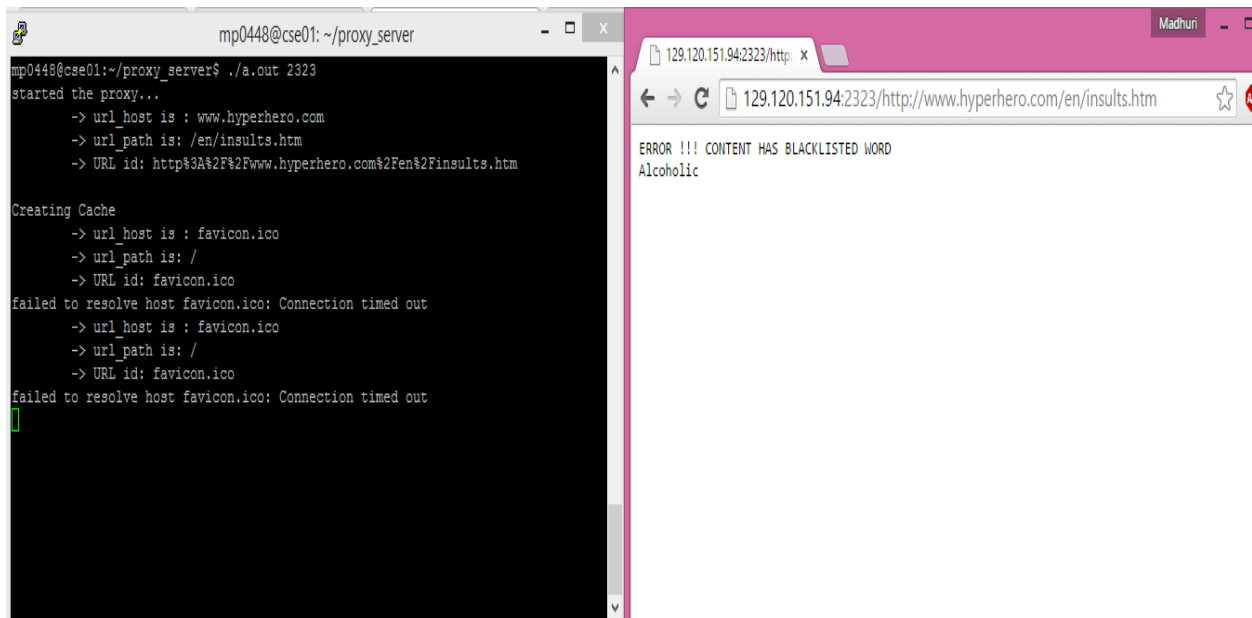 mp0448@cse01: ~/proxy_server
mp0448@cse01:~/proxy_server$ ./a.out 2323
started the proxy...
-> url_host is : www.hyperhero.com
-> url_path is: /en/insults.htm
-> URL id: http%3A%2F%2Fwww.hyperhero.com%2Fen%2Finsults.htm
Creating Cache
-> url_host is : favicon.ico
-> url_path is: /
-> URL id: favicon.ico
failed to resolve host favicon.ico: Connection timed out
-> url_host is : favicon.ico
-> url_path is: /
-> URL id: favicon.ico
failed to resolve host favicon.ico: Connection timed out
Madhuri
129.120.151.94:2323/http:
129.120.151.94:2323/http://www.hyperhero.com/en/insults.htm
ERROR !!! CONTENT HAS BLACKLISTED WORD
Alcoholic